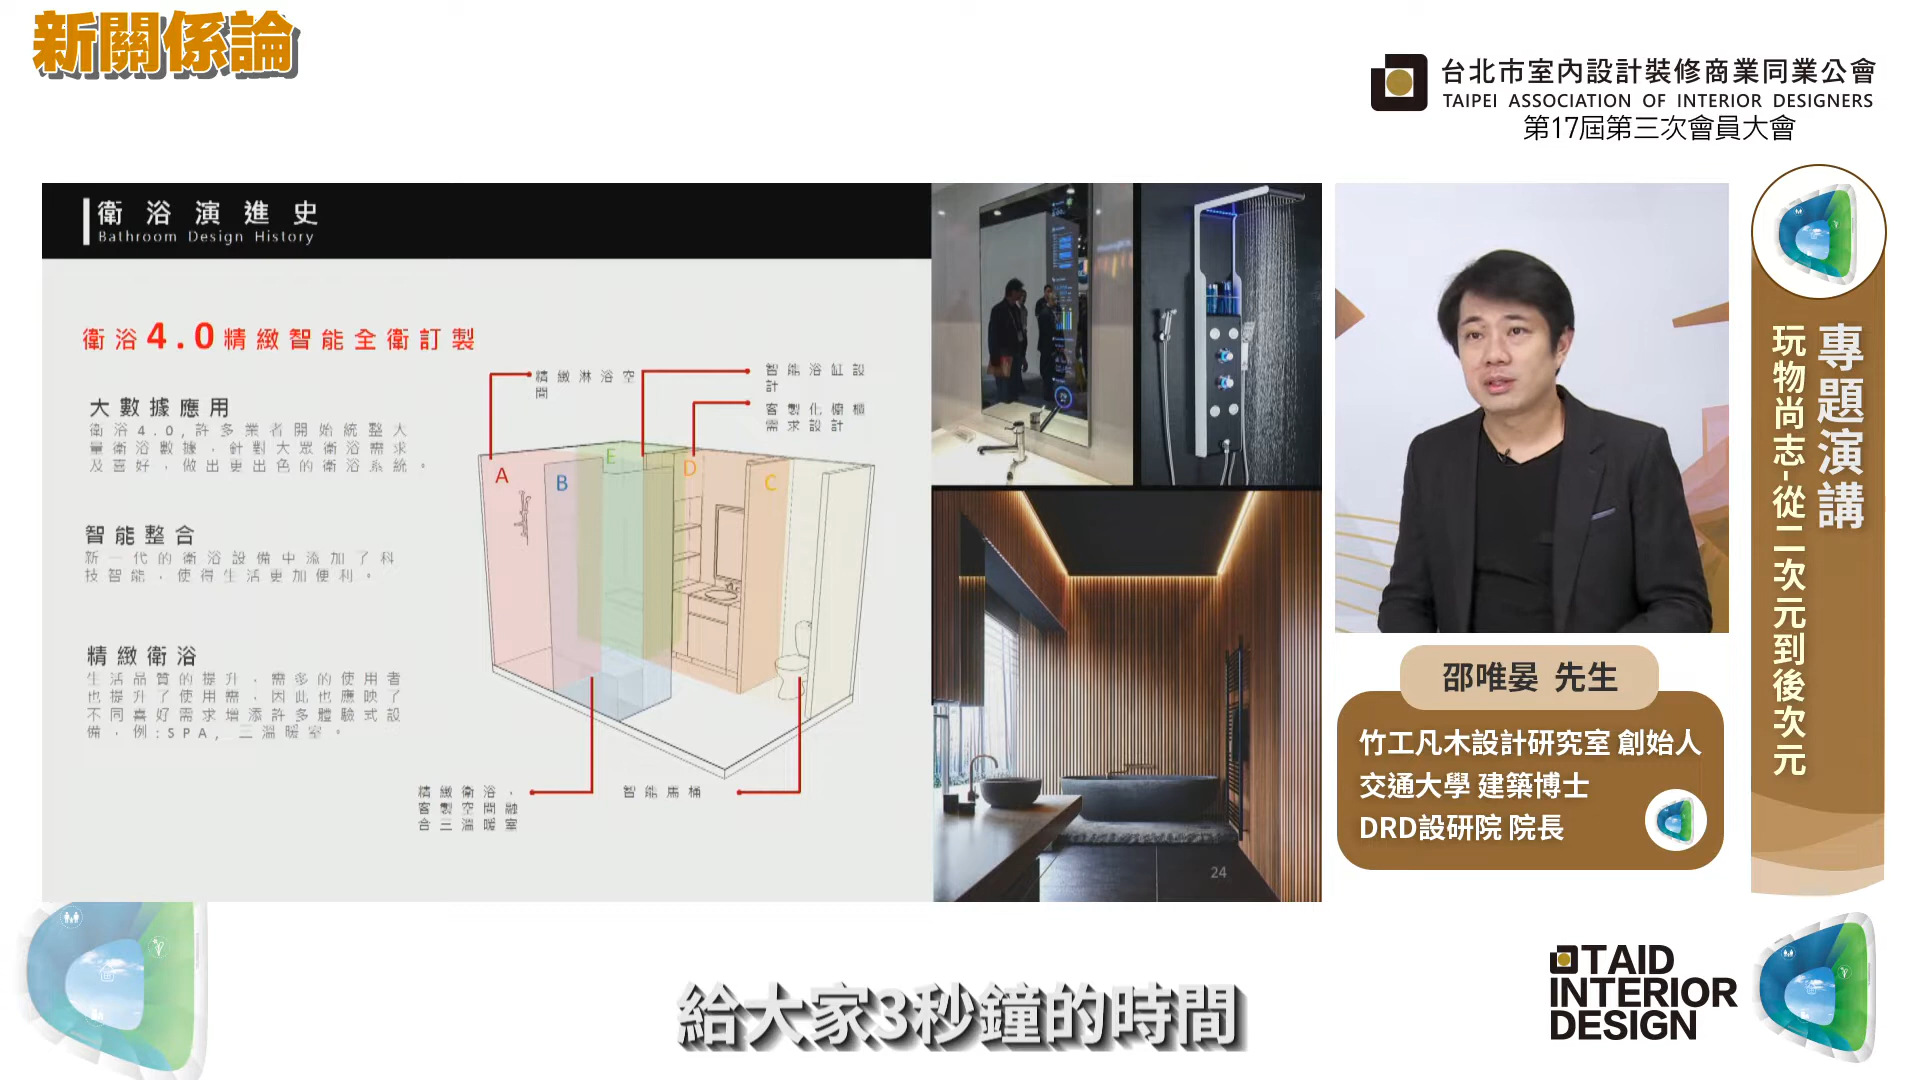 新關係論
台北市室內設計裝修商業同業公會
TAIPEI ASSOCIATION OF INTERIOR DESIGNERS
第17屆第三次會員大會
衛浴演進史
Bathroom Design History
衛浴4.0精緻智能全衛訂製
大數據應用
衛浴4.0,許多業者開始統整大
量衛浴數據，針對大眾衛浴需求
及喜好，做出更出色的衛浴系統。
智能整合
新一代的衛浴設備中添加了科
技智能，使得生活更加便利。
精緻衛浴
生活品質的提升，需多的使用者
也提升了使用需，因此也應映了
不同喜好需求增添許多體驗式設
備，例:SPA, 三溫暖室。
精緻淋浴空
間
智能浴缸設
計
客製化櫥櫃
需求設計
A
B
E
D
C
精緻衛浴，
客製空間融
合三溫暖室
智能馬桶
24
專題演講
玩物尚志-從二次元到後次元
邵唯晏 先生
竹工凡木設計研究室 創始人
交通大學 建築博士
DRD設研院 院長
給大家3秒鐘的時間
TAID
INTERIOR
DESIGN